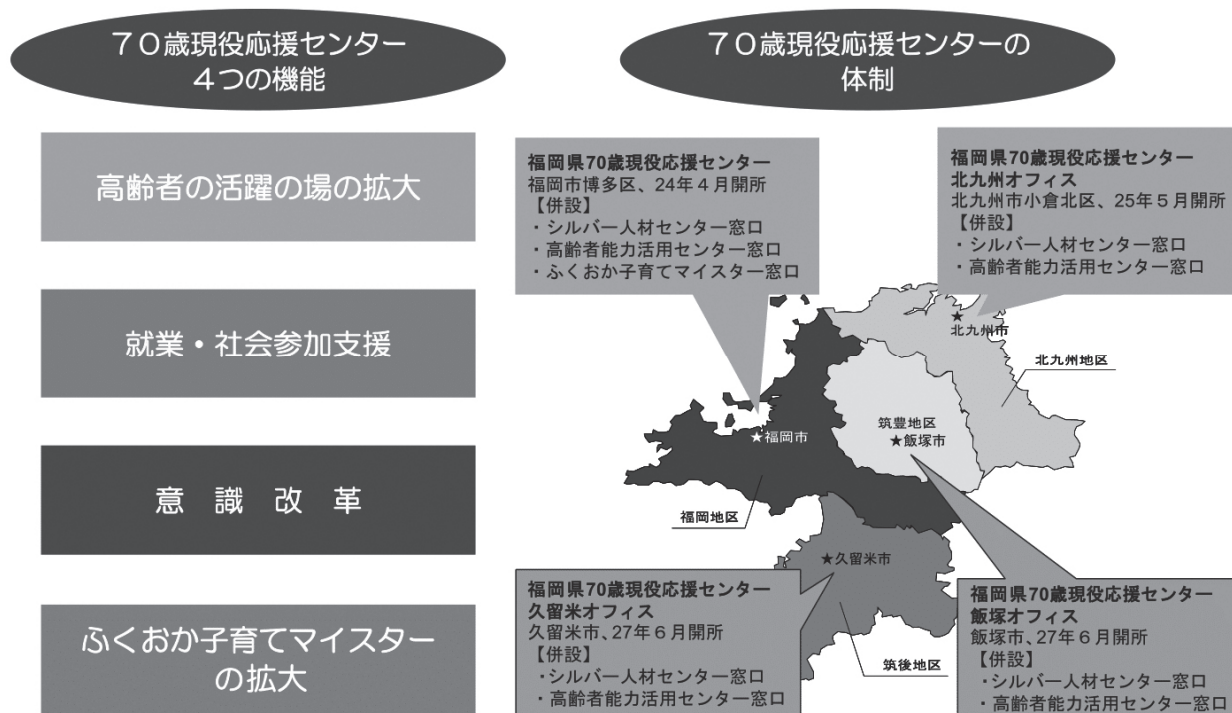 70歳現役応援センター
4つの機能
高齢者の活躍の場の拡大
就業・社会参加支援
意 識 改 革
ふくおか子育てマイスター
の拡大
70歳現役応援センターの
体制
福岡県70歳現役応援センター
福岡市博多区、24年4月開所
【併設】
・シルバー人材センター窓口
・高齢者能力活用センター窓口
・ふくおか子育てマイスター窓口
福岡県70歳現役応援センター
北九州オフィス
北九州市小倉北区、25年5月開所
【併設】
・シルバー人材センター窓口
・高齢者能力活用センター窓口
★
北九州市
北九州地区
筑豊地区
★飯塚市
★福岡市
福岡地区
★久留米市
筑後地区
福岡県70歳現役応援センター
久留米オフィス
久留米市、27年6月開所
【併設】
・シルバー人材センター窓口
・高齢者能力活用センター窓口
福岡県70歳現役応援センター
飯塚オフィス
飯塚市、27年6月開所
【併設】
・シルバー人材センター窓口
・高齢者能力活用センター窓口